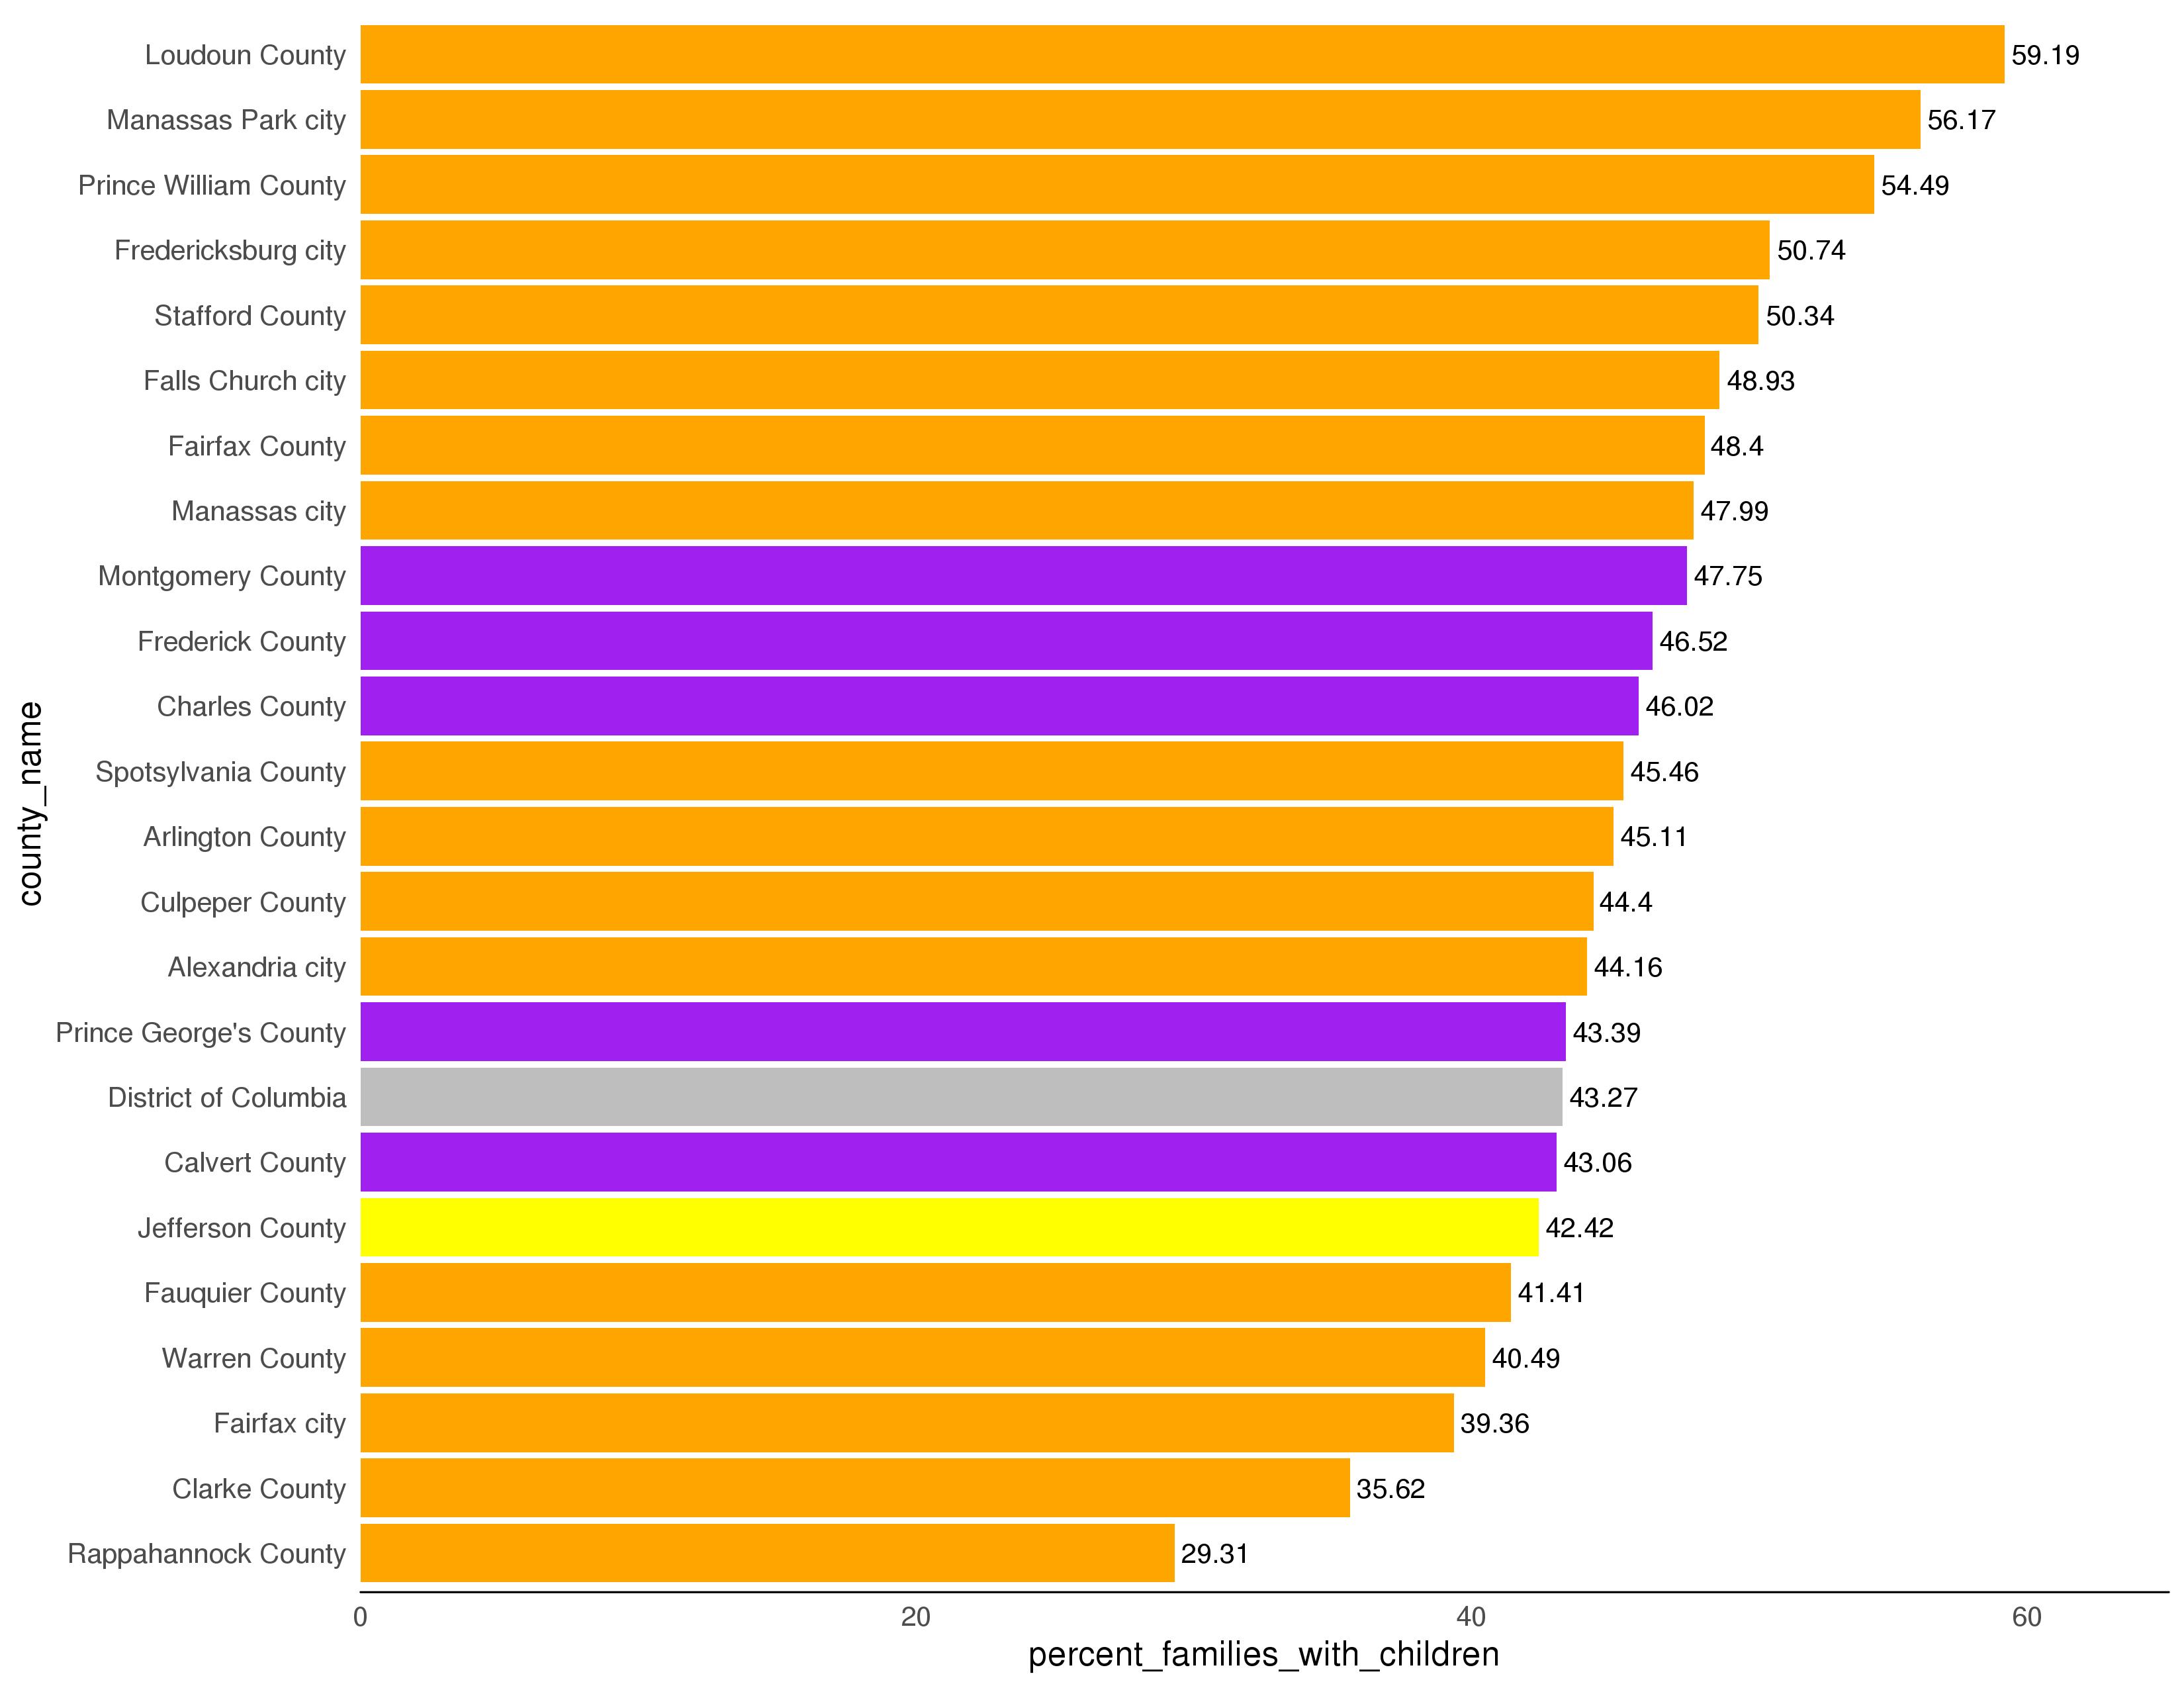 Loudoun County 59.19
Manassas Park city 56.17
Prince William County 54.49
Fredericksburg city 50.74
Stafford County 50.34
Falls Church city 48.93
Fairfax County 48.4
Manassas city 47.99
Montgomery County 47.75
Frederick County 46.52
Charles County 46.02
Spotsylvania County 45.46
Arlington County 45.11
Culpeper County 44.4
Alexandria city 44.16
Prince George's County 43.39
District of Columbia 43.27
Calvert County 43.06
Jefferson County 42.42
Fauquier County 41.41
Warren County 40.49
Fairfax city 39.36
Clarke County 35.62
Rappahannock County 29.31
county_name
0 20 40 60
percent_families_with_children